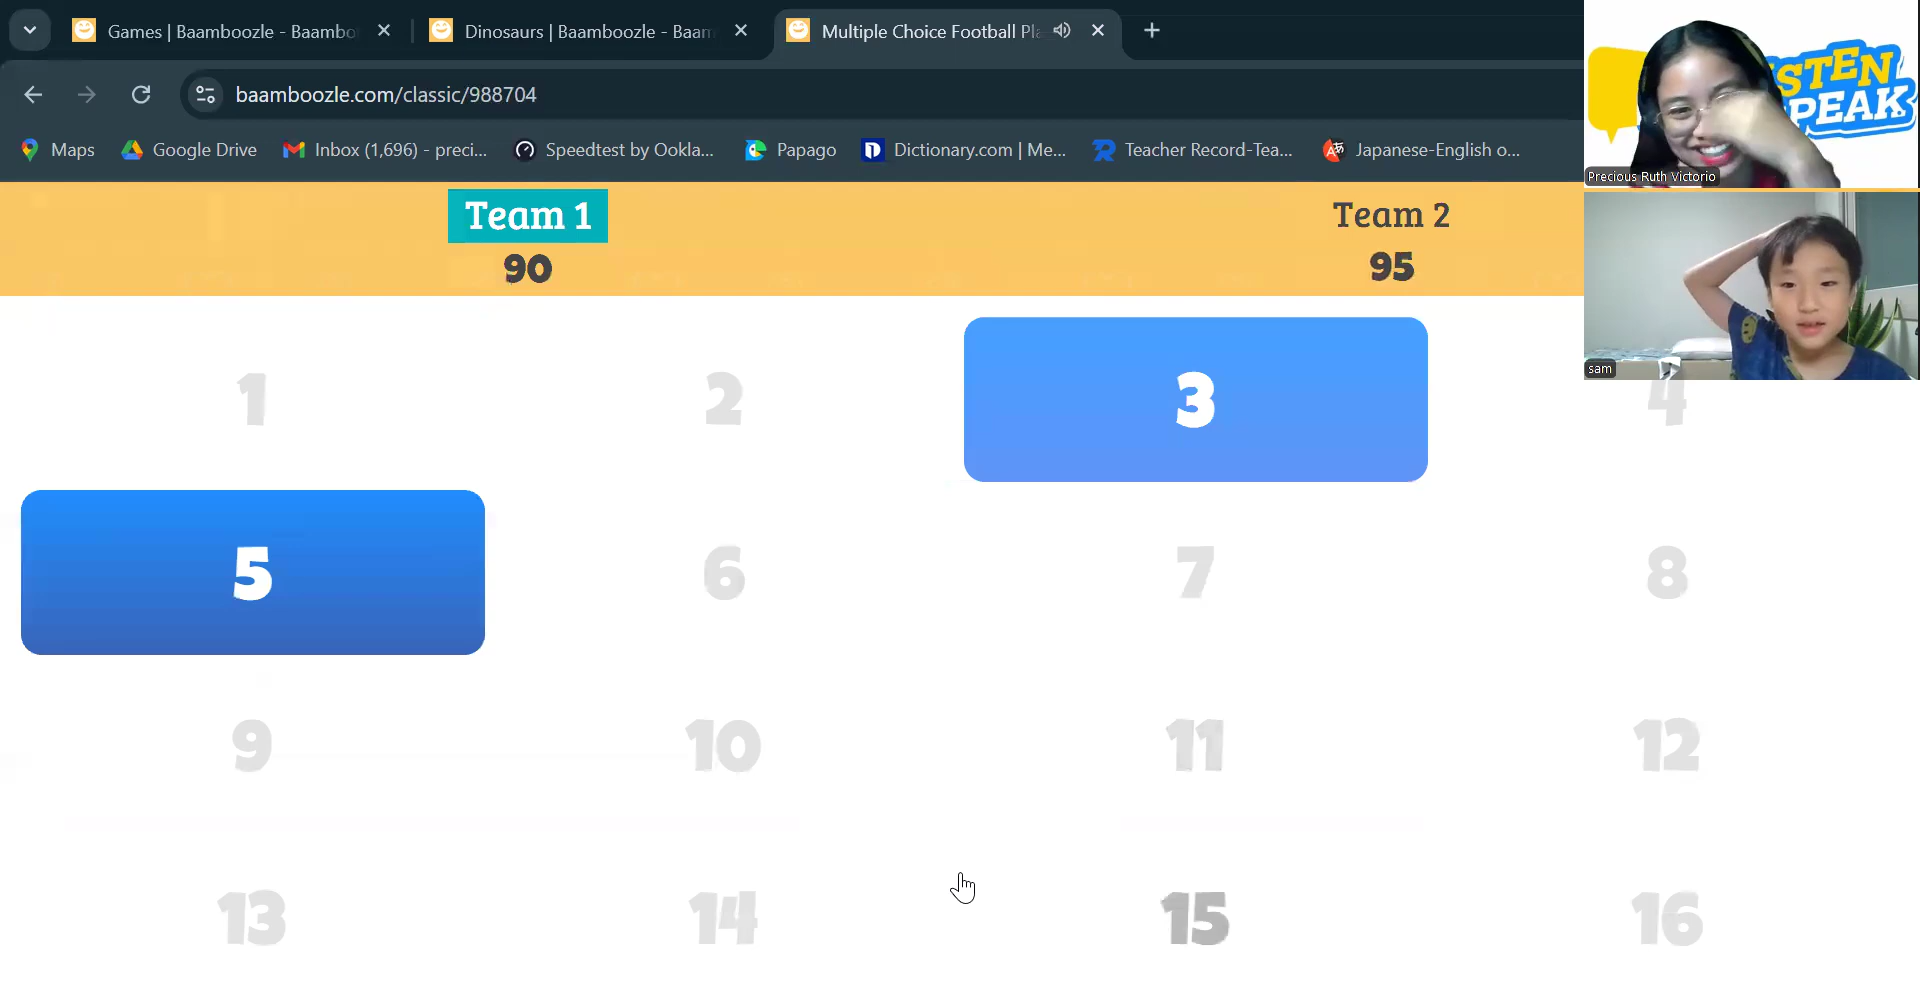 Games | Baamboozle - Baambo
Dinosaurs | Baamboozle - Baam
Multiple Choice Football Pla
baamboozle.com/classic/988704
Maps
Google Drive
Inbox (1,696) - preci...
Speedtest by Ookla...
Papago
Dictionary.com | Me...
Teacher Record-Tea...
Japanese-English o...
STEN
PEAK
Precious Ruth Victorio
sam
Team 1
90
Team 2
95
1
2
3
4
5
6
7
8
9
10
11
12
13
14
15
16